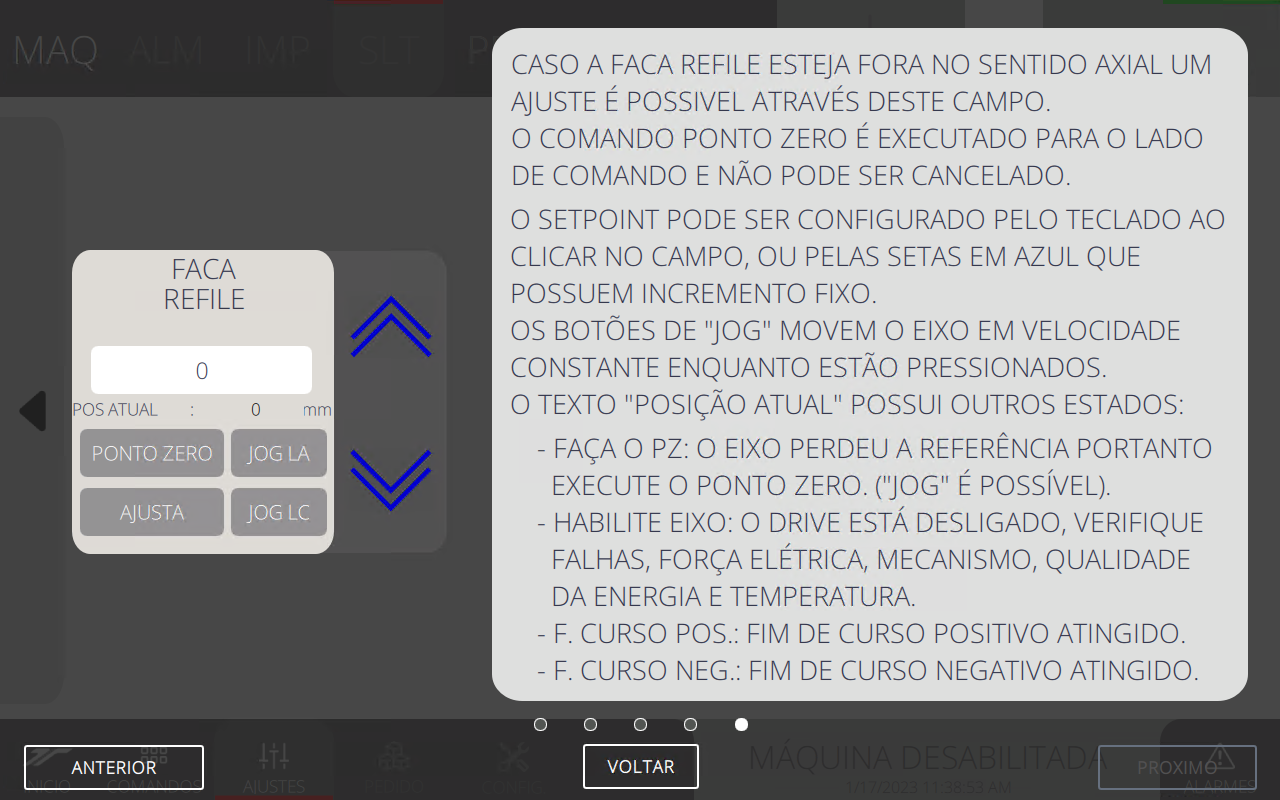 MAQ ALM IMP SLT
CASO A FACA REFILE ESTEJA FORA NO SENTIDO AXIAL UM
AJUSTE É POSSIVEL ATRAVÉS DESTE CAMPO.
O COMANDO PONTO ZERO É EXECUTADO PARA O LADO
DE COMANDO E NÃO PODE SER CANCELADO.
O SETPOINT PODE SER CONFIGURADO PELO TECLADO AO
CLICAR NO CAMPO, OU PELAS SETAS EM AZUL QUE
POSSUEM INCREMENTO FIXO.
OS BOTÕES DE "JOG" MOVEM O EIXO EM VELOCIDADE
CONSTANTE ENQUANTO ESTÃO PRESSIONADOS.
O TEXTO "POSIÇÃO ATUAL" POSSUI OUTROS ESTADOS:
- FAÇA O PZ: O EIXO PERDEU A REFERÊNCIA PORTANTO
EXECUTE O PONTO ZERO. ("JOG" É POSSÍVEL).
- HABILITE EIXO: O DRIVE ESTÁ DESLIGADO, VERIFIQUE
FALHAS, FORÇA ELÉTRICA, MECANISMO, QUALIDADE
DA ENERGIA E TEMPERATURA.
- F. CURSO POS.: FIM DE CURSO POSITIVO ATINGIDO.
- F. CURSO NEG.: FIM DE CURSO NEGATIVO ATINGIDO.
FACA
REFILE
0
POS ATUAL : 0 mm
PONTO ZERO JOG LA
AJUSTA JOG LC
ANTERIOR VOLTAR PROXIMO
MÁQUINA DESABILITADA
INICIO COMANDOS AJUSTES PEDIDO CONFIG 1/17/2023 11:38:53 AM ALARMES